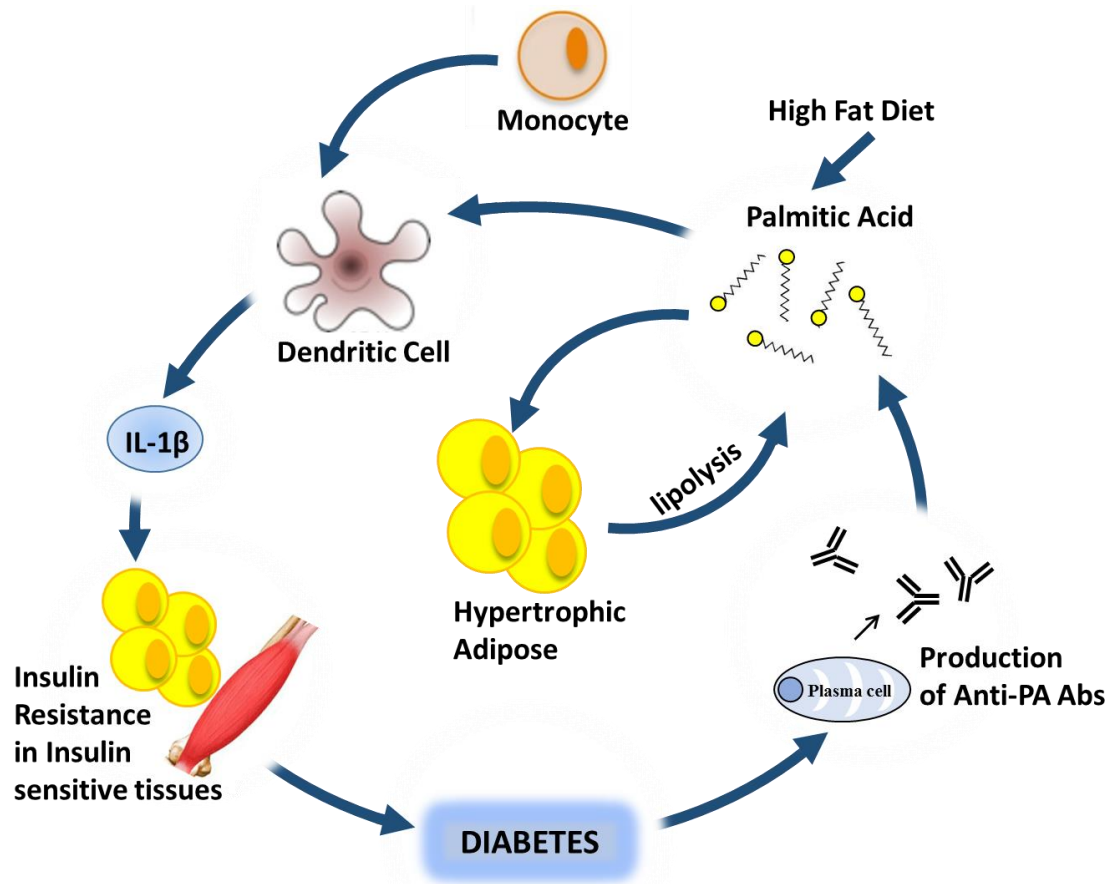 Monocyte
High Fat Diet
Palmitic Acid
Dendritic Cell
IL-1β
lipolysis
Hypertrophic
Adipose
Insulin
Resistance
in Insulin
sensitive tissues
Plasma cell
Production
of Anti-PA Abs
DIABETES